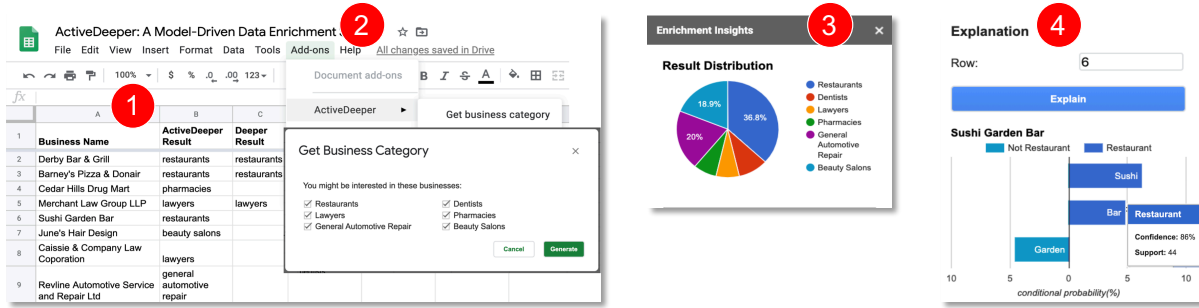 1
2
3
4
ActiveDeeper: A Model-Driven Data Enrichment
File Edit View Insert Format Data Tools Add-ons Help All changes saved in Drive
100% $ % .0 .00 123 B I S A
fx
A B C
1 Business Name ActiveDeeper Result Deeper Result
2 Derby Bar & Grill restaurants restaurants
3 Barney's Pizza & Donair restaurants restaurants
4 Cedar Hills Drug Mart pharmacies
5 Merchant Law Group LLP lawyers lawyers
6 Sushi Garden Bar restaurants
7 June's Hair Design beauty salons
8 Caissie & Company Law Coporation lawyers
9 Revline Automotive Service and Repair Ltd general automotive repair
Document add-ons
ActiveDeeper
Get business category
Get Business Category
You might be interested in these businesses:
Restaurants Dentists
Lawyers Pharmacies
General Automotive Repair Beauty Salons
Cancel Generate
Enrichment Insights
Result Distribution
18.9%
36.8%
20%
Restaurants
Dentists
Lawyers
Pharmacies
General
Automotive
Repair
Beauty Salons
Explanation
Row: 6
Explain
Sushi Garden Bar
Not Restaurant Restaurant
Sushi
Bar
Restaurant
Confidence: 86%
Support: 44
Garden
10 5 0 5 10
conditional probability(%)